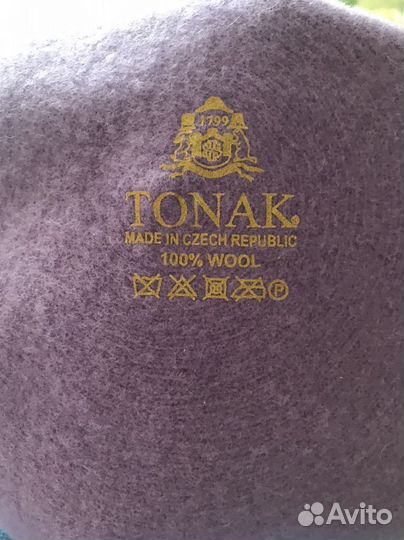 1799
TONAK
MADE IN CZECH REPUBLIC
100% WOOL
P
Avito